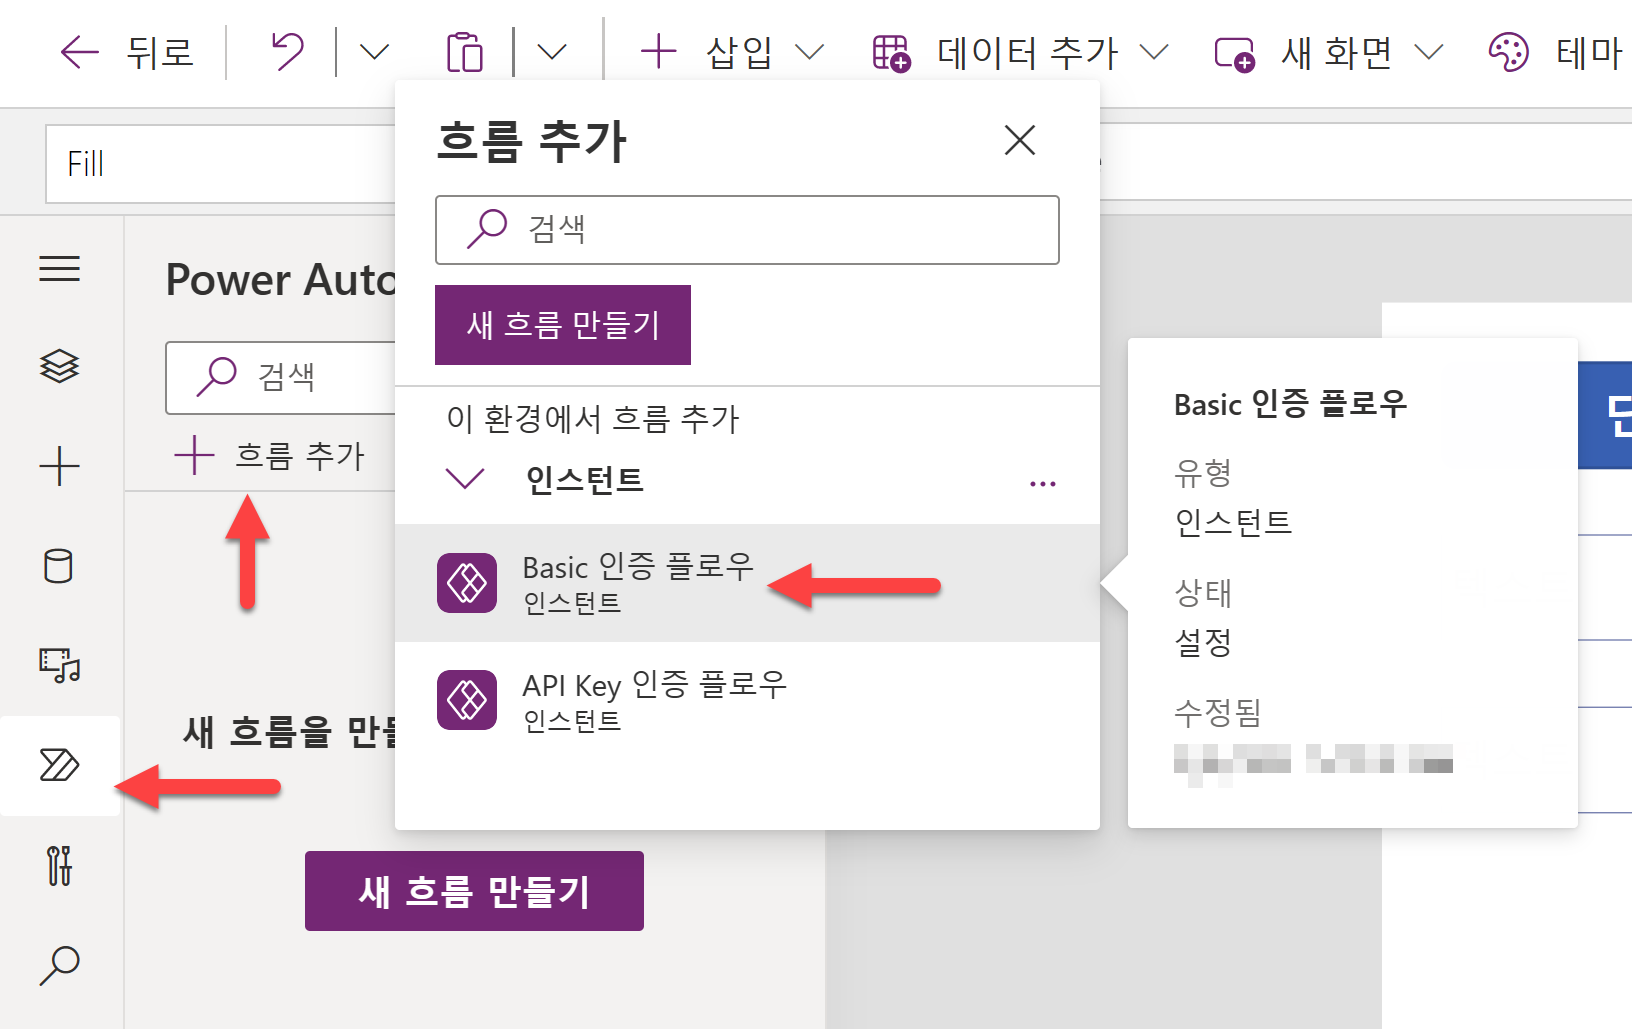 뒤로
삽입
데이터 추가
새 화면
테마
Fill
흐름 추가
검색
새 흐름 만들기
이 환경에서 흐름 추가
인스턴트
Basic 인증 플로우
인스턴트
API Key 인증 플로우
인스턴트
Power Auto
검색
흐름 추가
새 흐름을 만들
새 흐름 만들기
Basic 인증 플로우
유형
인스턴트
상태
설정
수정됨